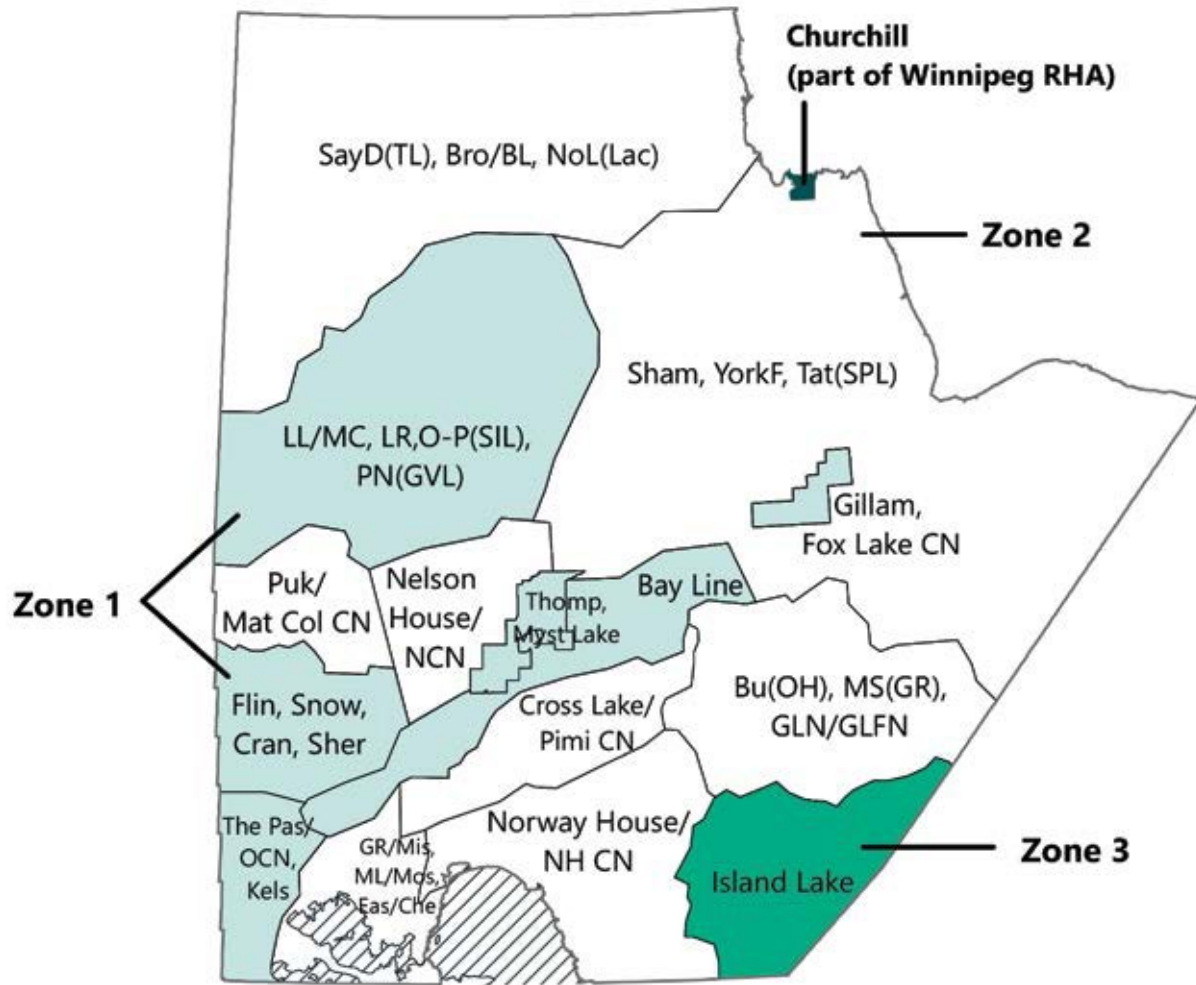 Churchill
(part of Winnipeg RHA)
SayD(TL), Bro/BL, NoL(Lac)
Zone 2
Sham, YorkF, Tat(SPL)
LL/MC, LR,O-P(SIL),
PN(GVL)
Gillam,
Fox Lake CN
Zone 1
Puk/
Mat Col CN
Nelson
House/
NCN
Thomp,
Myst Lake
Bay Line
Flin, Snow,
Cran, Sher
Cross Lake/
Pimi CN
Bu(OH), MS(GR),
GLN/GLFN
The Pas/
OCN,
Kels
GR/Mis,
ML/Mos,
Eas/Che
Norway House/
NH CN
Island Lake
Zone 3